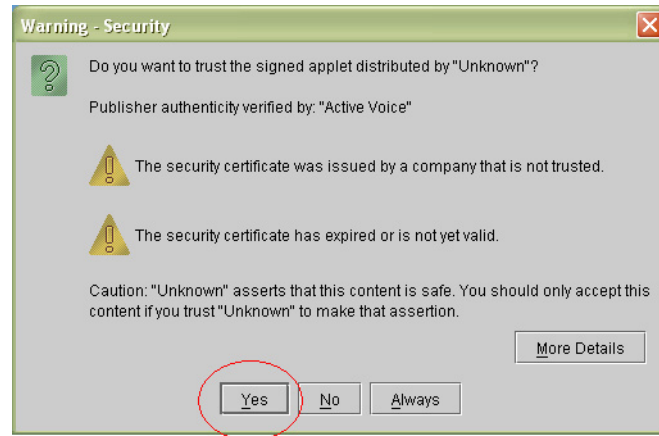 Warning - Security
Do you want to trust the signed applet distributed by "Unknown"?
Publisher authenticity verified by: "Active Voice"
The security certificate was issued by a company that is not trusted.
The security certificate has expired or is not yet valid.
Caution: "Unknown" asserts that this content is safe. You should only accept this
content if you trust "Unknown" to make that assertion.
More Details
Yes No Always